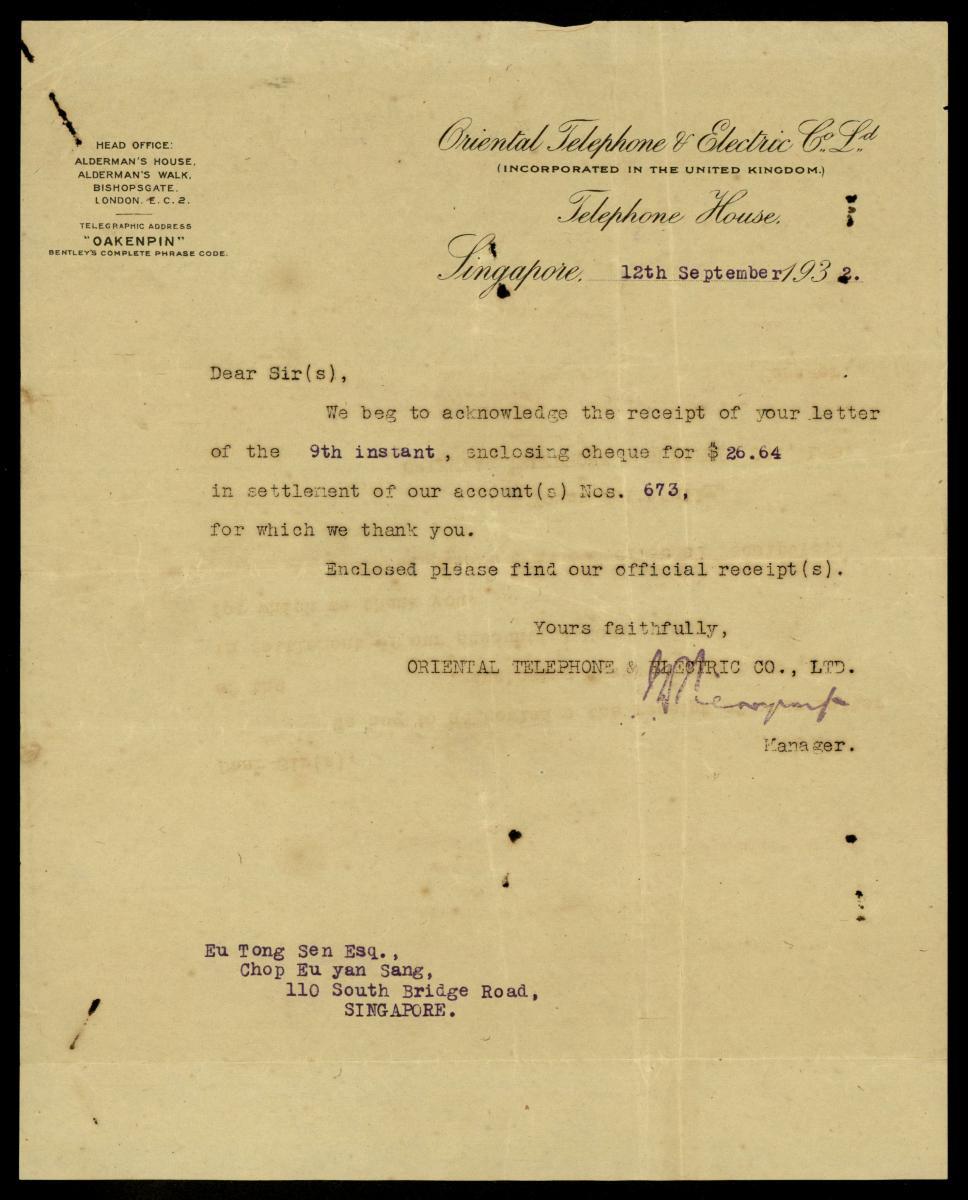 HEAD OFFICE:
ALDERMAN'S HOUSE,
ALDERMAN'S WALK,
BISHOPSGATE,
LONDON. E.C.2.
TELEGRAPHIC ADDRESS
"OAKENPIN"
BENTLEY'S COMPLETE PHRASE CODE.
Oriental Telephone & Electric Co. Ld.
(INCORPORATED IN THE UNITED KINGDOM.)
Telephone House.
Singapore. 12th September 1932.
Dear Sir(s),
We beg to acknowledge the receipt of your letter
of the 9th instant, enclosing cheque for $ 26.64
in settlement of our account(s) Nos. 673,
for which we thank you.
Enclosed please find our official receipt(s).
Yours faithfully,
ORIENTAL TELEPHONE & ELECTRIC CO., LTD.
Manager.
Eu Tong Sen Esq.,
Chop Eu yan Sang,
110 South Bridge Road,
SINGAPORE.